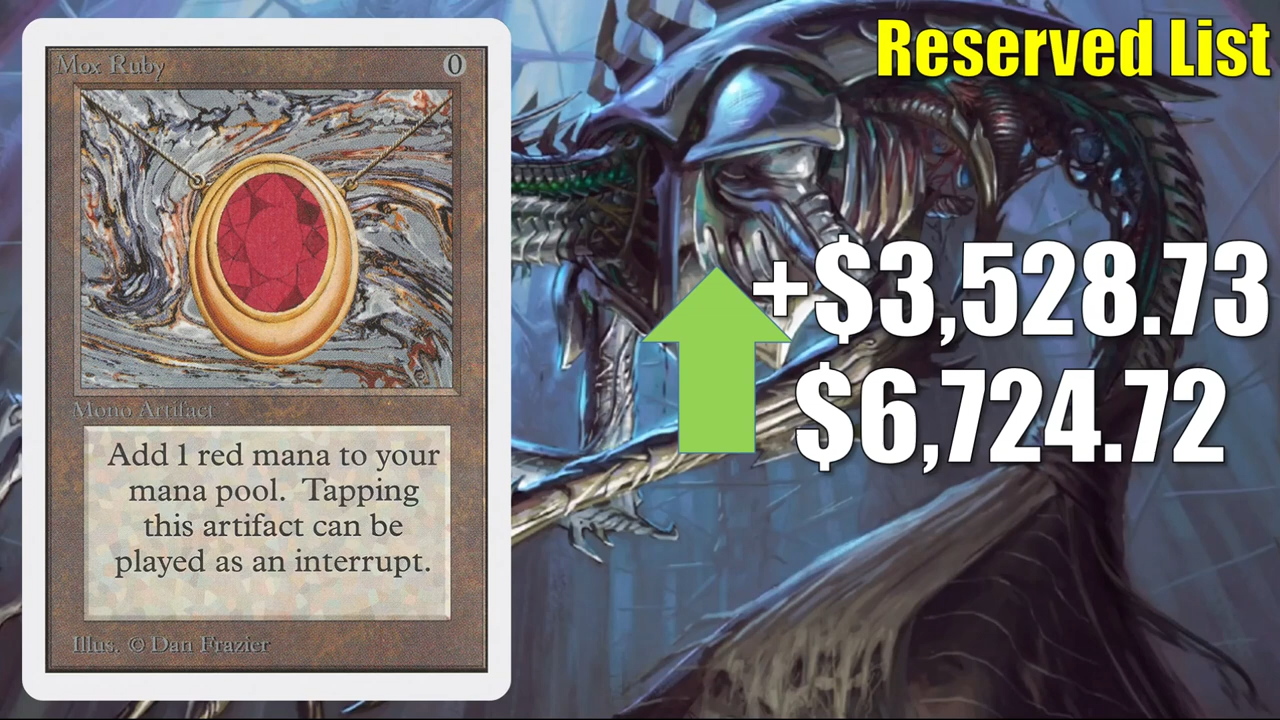 Mox Ruby 0
Mono Artifact
Add 1 red mana to your
mana pool. Tapping
this artifact can be
played as an interrupt.
Illus. © Dan Frazier
Reserved List
+$3,528.73
$6,724.72